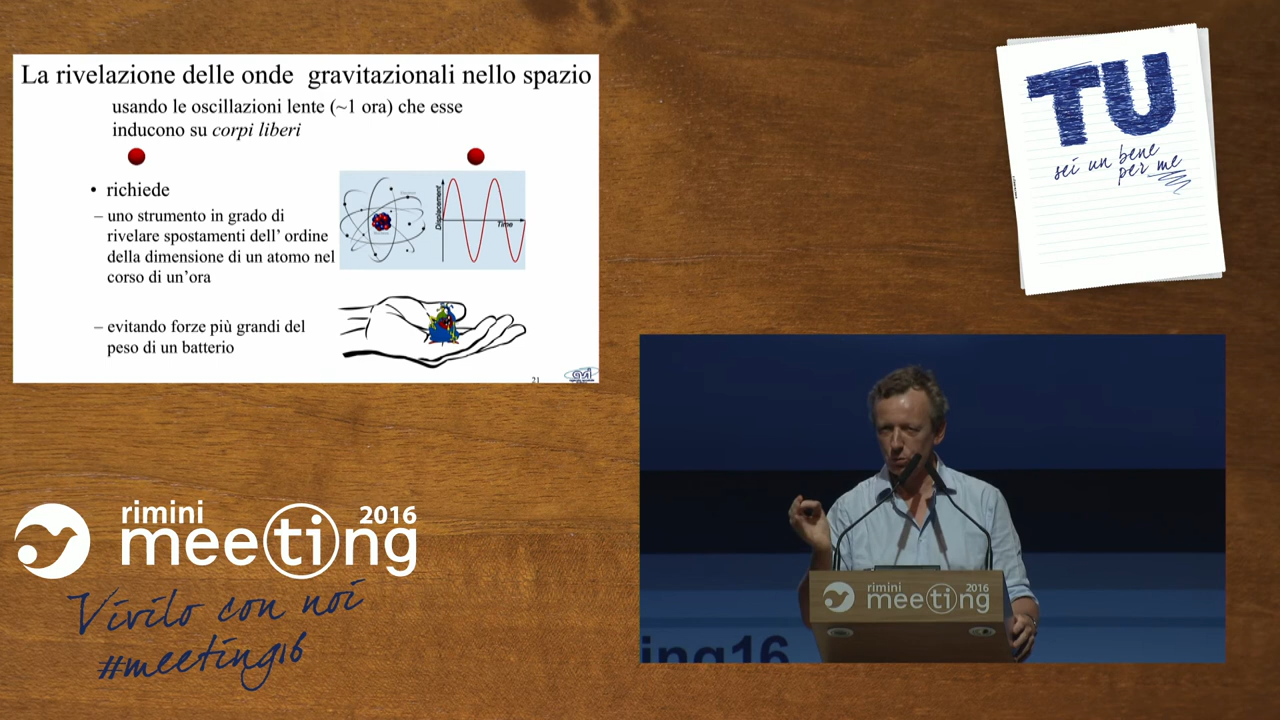 La rivelazione delle onde gravitazionali nello spazio
usando le oscillazioni lente (~1 ora) che esse
inducono su corpi liberi
• richiede
– uno strumento in grado di
rivelare spostamenti dell' ordine
della dimensione di un atomo nel
corso di un'ora
Displacement
Time
– evitando forze più grandi del
peso di un batterio
21
TU
sei un bene
per me
rimini
meeting
2016
Vivilo con noi
#meeting16
rimini
meeting
2016
ing16